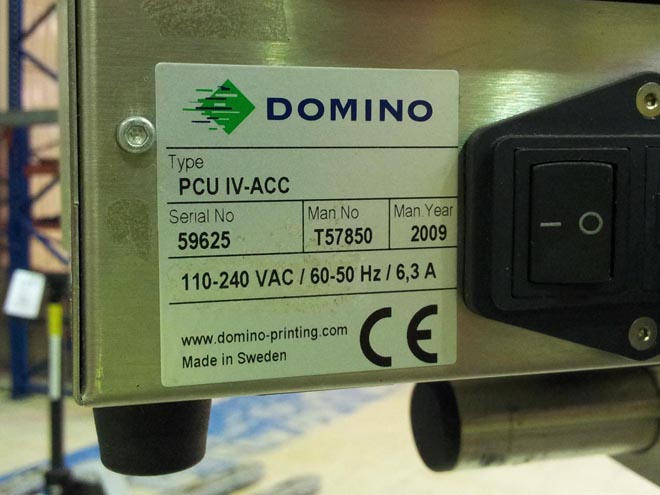 DOMINO
Type
PCU IV-ACC
Serial No Man.No Man.Year
59625 T57850 2009
110-240 VAC / 60-50 Hz / 6,3 A
www.domino-printing.com
Made in Sweden
CE